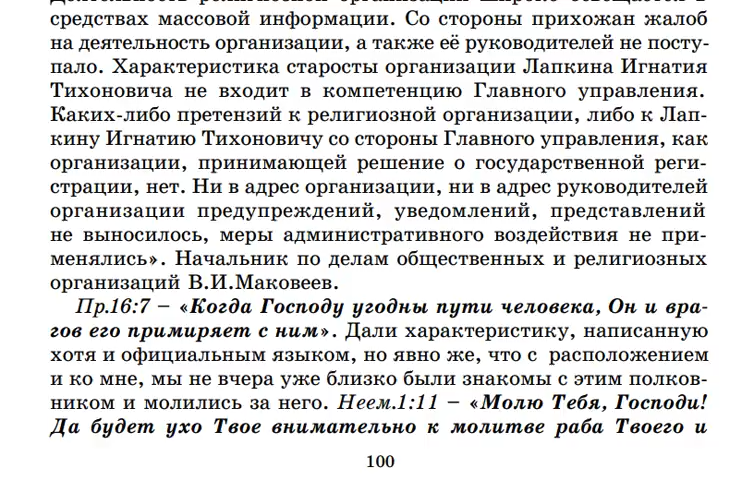 Деятельность религиозной организации широко освещается в
средствах массовой информации. Со стороны прихожан жалоб
на деятельность организации, а также её руководителей не посту-
пало. Характеристика старосты организации Лапкина Игнатия
Тихоновича не входит в компетенцию Главного управления.
Каких-либо претензий к религиозной организации, либо к Лап-
кину Игнатию Тихоновичу со стороны Главного управления, как
организации, принимающей решение о государственной реги-
страции, нет. Ни в адрес организации, ни в адрес руководителей
организации предупреждений, уведомлений, представлений
не выносилось, меры административного воздействия не при-
менялись». Начальник по делам общественных и религиозных
организаций В.И.Маковеев.
Пр.16:7 – «Когда Господу угодны пути человека, Он и вра-
гов его примиряет с ним». Дали характеристику, написанную
хотя и официальным языком, но явно же, что с расположением
и ко мне, мы не вчера уже близко были знакомы с этим полков-
ником и молились за него. Неем.1:11 – «Молю Тебя, Господи!
Да будет ухо Твое внимательно к молитве раба Твоего и
100